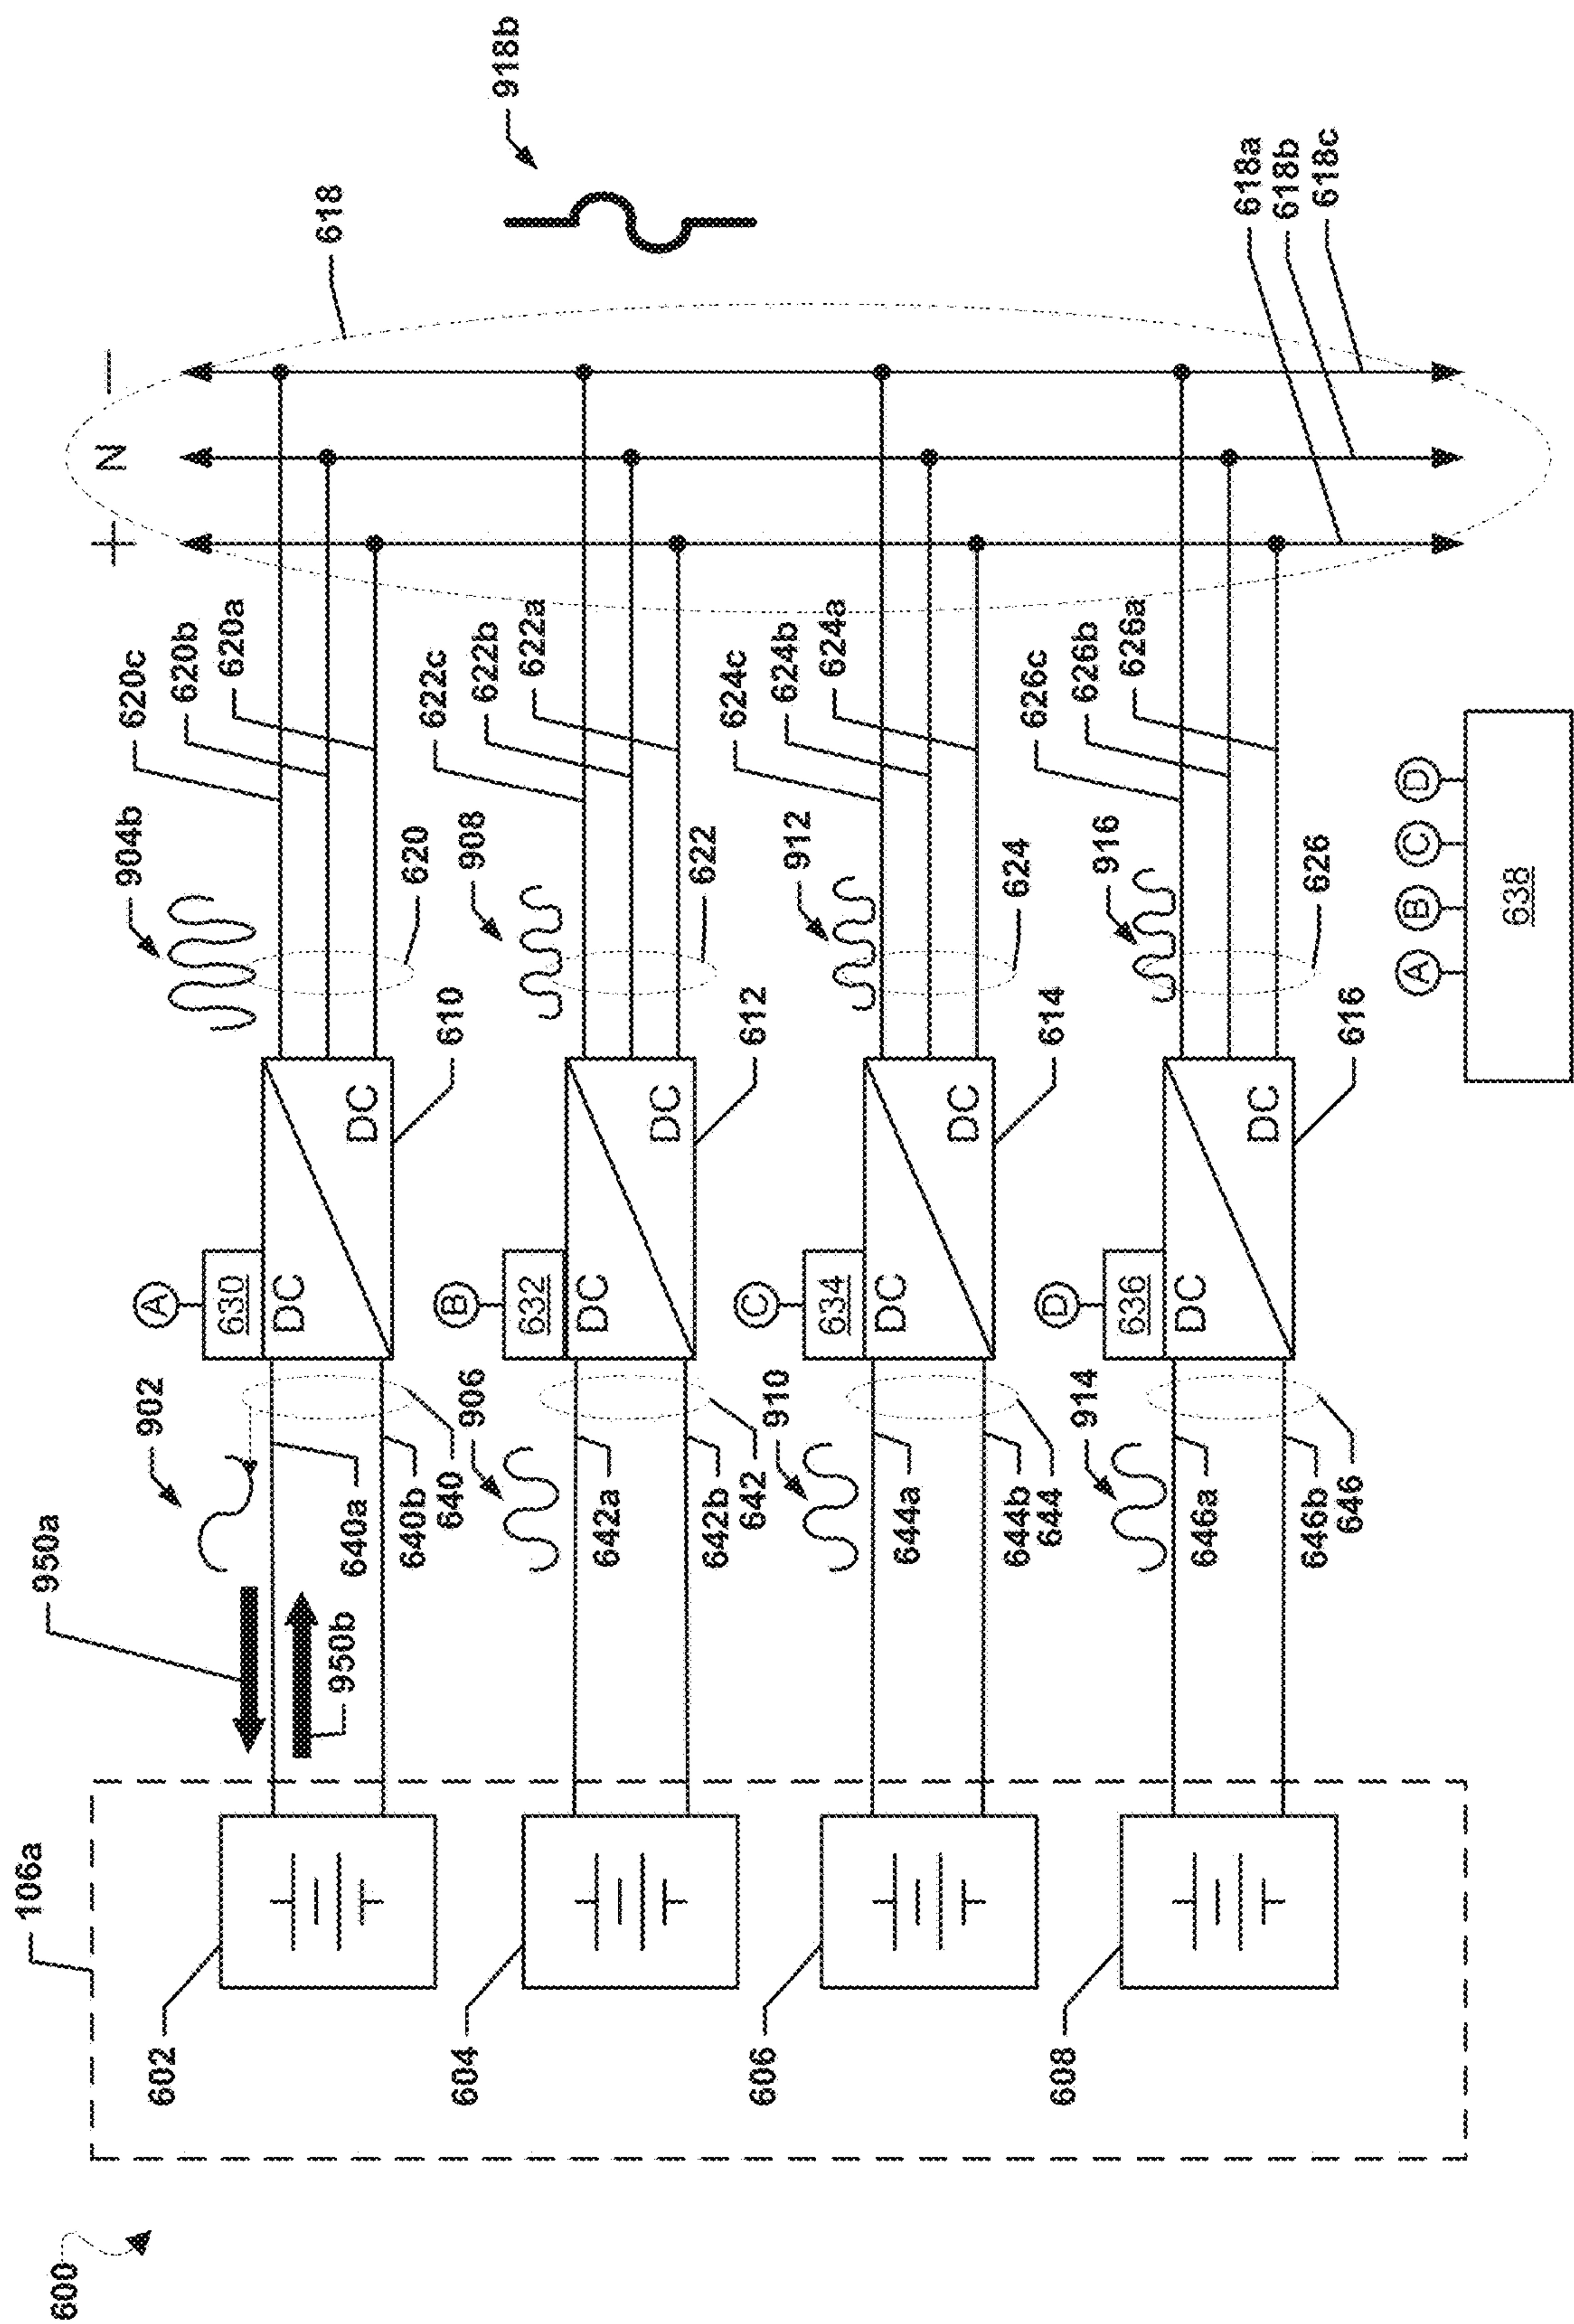 600
106a
602
604
606
608
950a
950b
902
640a
640b
640
906
642a
642b
642
910
644a
644b
644
914
646a
646b
646
A
630
DC
DC
610
B
632
DC
DC
612
C
634
DC
DC
614
D
636
DC
DC
616
904b
620
620c
620b
620a
908
622
622c
622b
622a
912
624
624c
624b
624a
916
626
626c
626b
626a
A
B
C
D
638
+
N
−
618
918b
618a
618b
618c